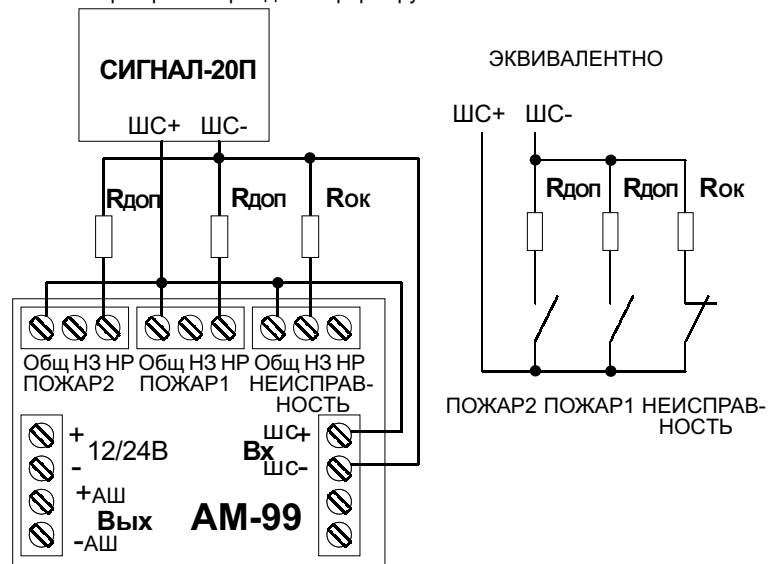 СИГНАЛ-20П
ШС+ ШС-
Rдоп Rдоп Rок
Общ НЗ НР Общ НЗ НР Общ НЗ НР
ПОЖАР2 ПОЖАР1 НЕИСПРАВ-
НОСТЬ
+ 12/24В
-
+АШ
Вых
-АШ
АМ-99
ШС+
Вх
ШС-
ЭКВИВАЛЕНТНО
ШС+ ШС-
Rдоп Rдоп Rок
ПОЖАР2 ПОЖАР1 НЕИСПРАВ-
НОСТЬ